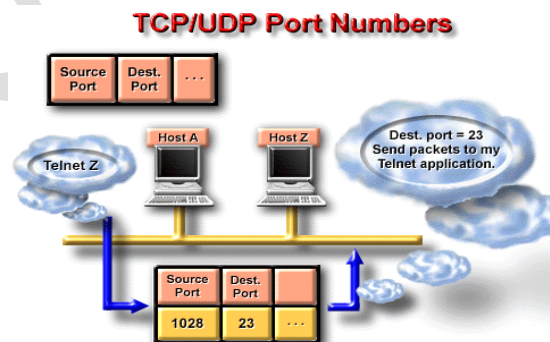 TCP/UDP Port Numbers
Source
Port
Dest.
Port
...
Telnet Z
Host A
Host Z
Dest. port = 23
Send packets to my
Telnet application.
Source
Port
Dest.
Port
1028
23
...